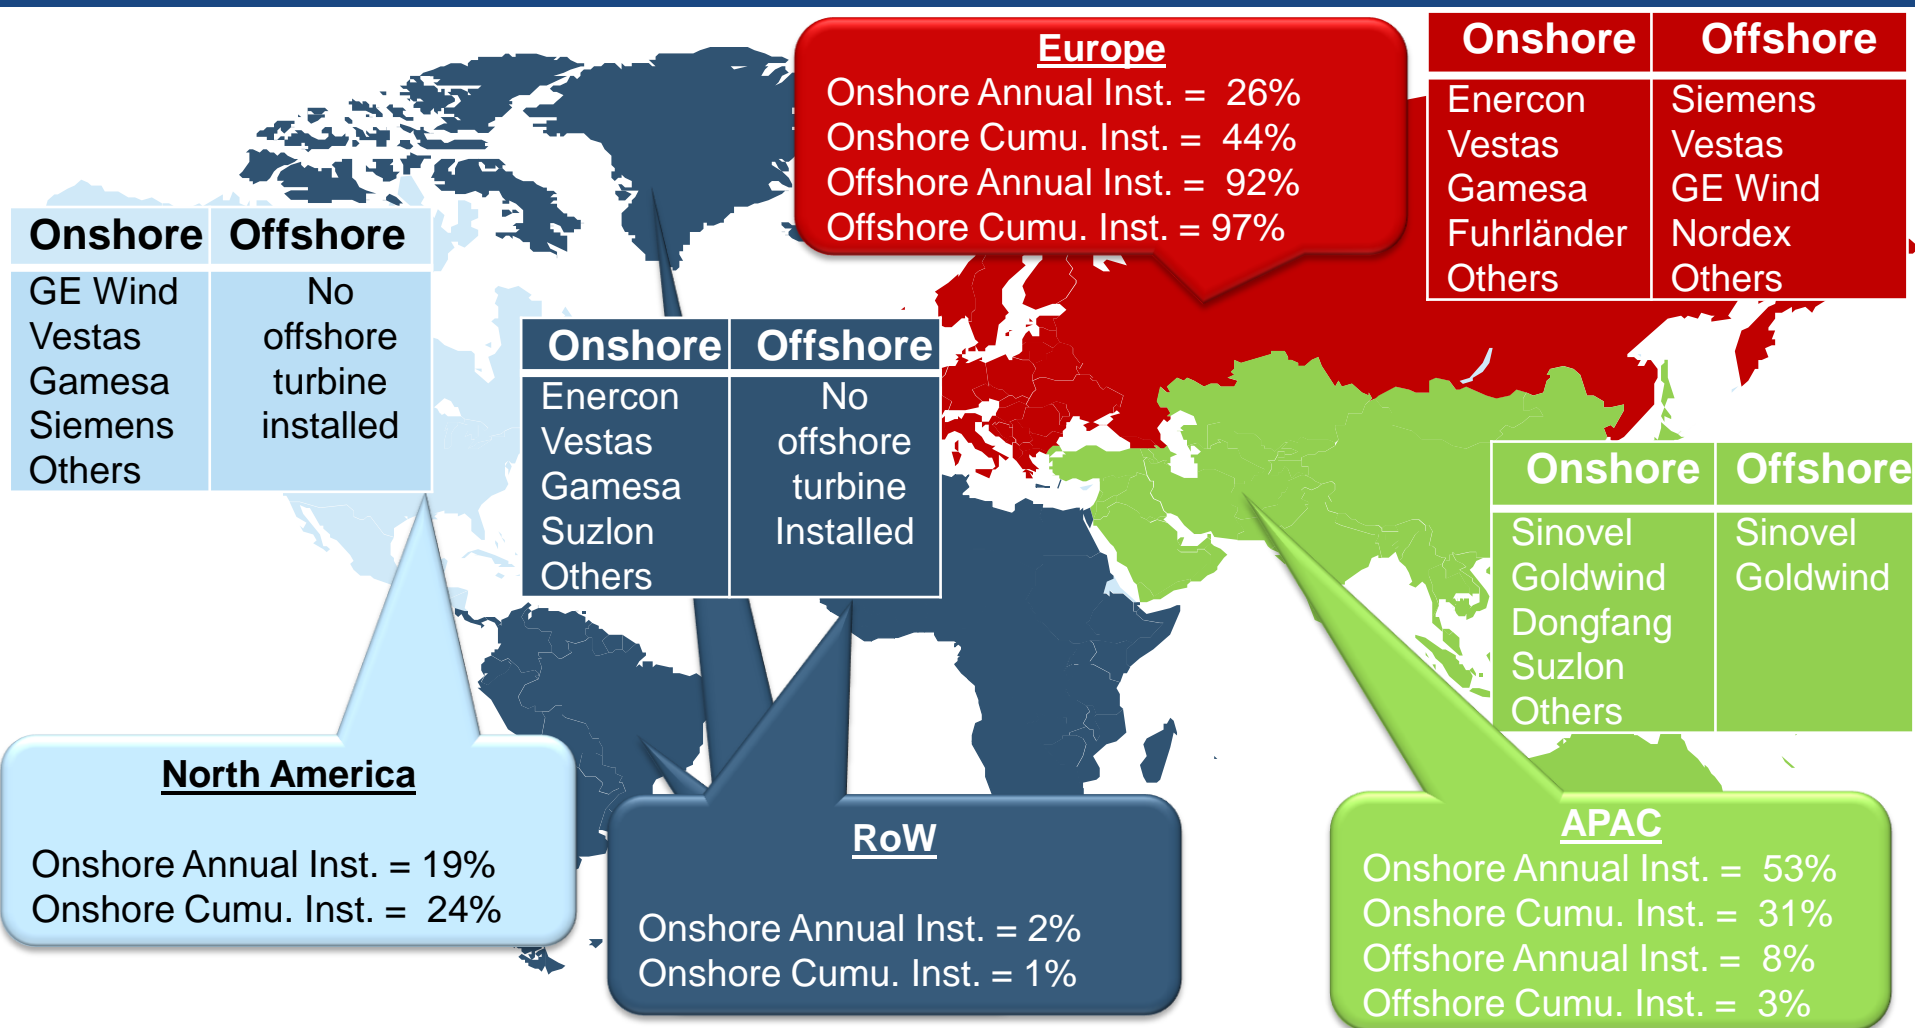 Europe
Onshore Annual Inst. = 26%
Onshore Cumu. Inst. = 44%
Offshore Annual Inst. = 92%
Offshore Cumu. Inst. = 97%
Onshore Offshore
Enercon Siemens
Vestas Vestas
Gamesa GE Wind
Fuhrländer Nordex
Others Others
Onshore Offshore
GE Wind No
Vestas offshore
Gamesa turbine
Siemens installed
Others
Onshore Offshore
Enercon No
Vestas offshore
Gamesa turbine
Suzlon Installed
Others
Onshore Offshore
Sinovel Sinovel
Goldwind Goldwind
Dongfang
Suzlon
Others
North America
Onshore Annual Inst. = 19%
Onshore Cumu. Inst. = 24%
RoW
Onshore Annual Inst. = 2%
Onshore Cumu. Inst. = 1%
APAC
Onshore Annual Inst. = 53%
Onshore Cumu. Inst. = 31%
Offshore Annual Inst. = 8%
Offshore Cumu. Inst. = 3%